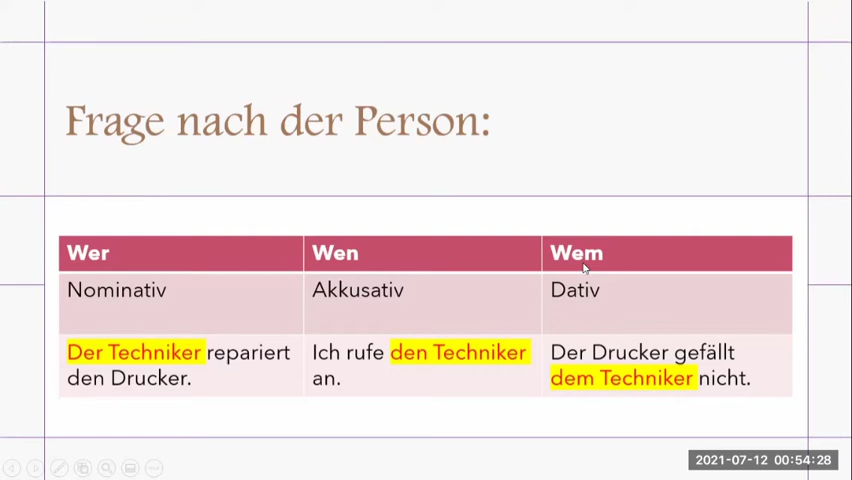 Frage nach der Person:
Wer
Wen
Wem
Nominativ
Akkusativ
Dativ
Der Techniker repariert
den Drucker.
Ich rufe den Techniker
an.
Der Drucker gefällt
dem Techniker nicht.
2021-07-12 00:54:28